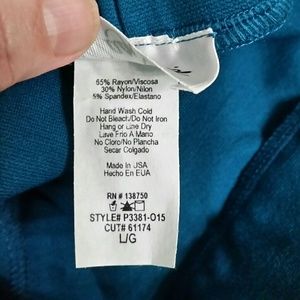 65% Rayon/Viscosa
30% Nylon/Nilon
5% Spandex/Elastano
Hand Wash Cold
Do Not Bleach/Do Not Iron
Hang or Line Dry
Lave Frio A Mano
No Cloro/No Plancha
Secar Colgado
Made In USA
Hecho En EUA
RN # 138750
STYLE# P3381-O15
CUT# 61174
L/G